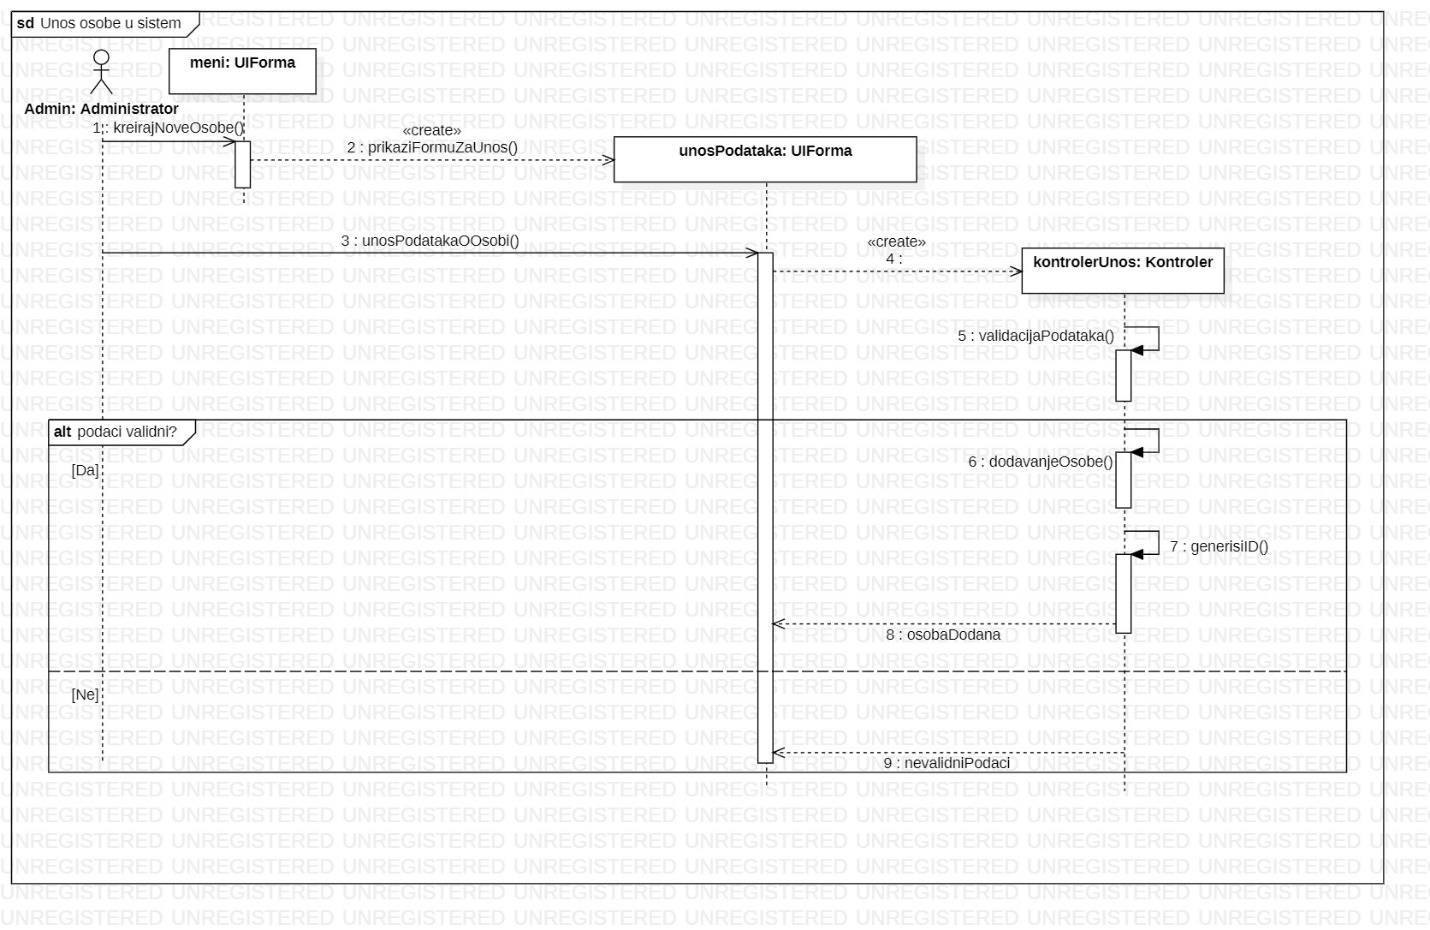 sd Unos osobe u sistem
meni: UIForma
Admin: Administrator
1 : kreirajNoveOsobe()
«create»
2 : prikaziFormuZaUnos()
unosPodataka: UIForma
3 : unosPodatakaOOsobi()
«create»
4 :
kontrolerUnos: Kontroler
5 : validacijaPodataka()
alt podaci validni?
[Da]
6 : dodavanjeOsobe()
7 : generisiID()
8 : osobaDodana
[Ne]
9 : nevalidniPodaci
UNREGISTERED